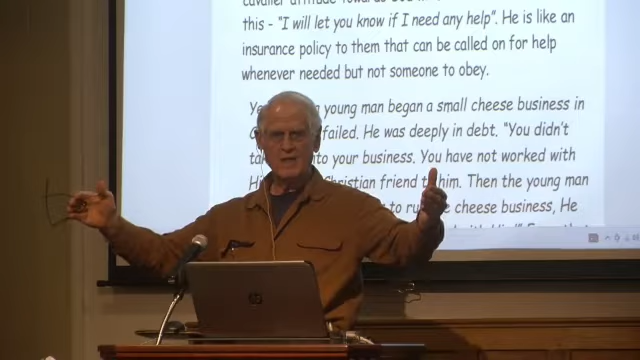 cavalier attitude towards God
this - "I will let you know if I need any help". He is like an
insurance policy to them that can be called on for help
whenever needed but not someone to obey.
young man began a small cheese business in
failed. He was deeply in debt. "You didn't
into your business. You have not worked with
Christian friend t him. Then the young man
to ru e cheese business, He
hp